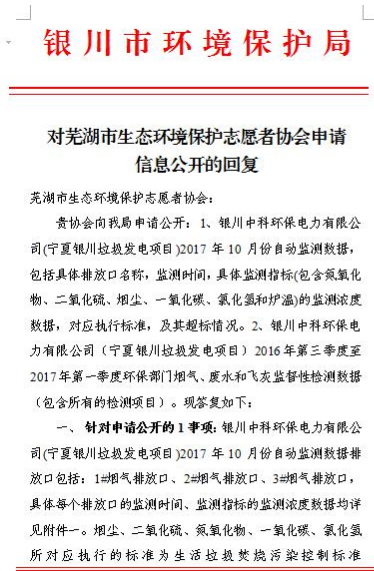 银川市环境保护局
对芜湖市生态环境保护志愿者协会申请
信息公开的回复
芜湖市生态环境保护志愿者协会：
贵协会向我局申请公开：1、银川中科环保电力有限公
司(宁夏银川垃圾发电项目)2017年10月份自动监测数据，
包括具体排放口名称，监测时间，具体监测指标(包含氮氧化
物、二氧化硫、烟尘、一氧化碳、氯化氢和炉温)的监测浓度
数据，对应执行标准，及其超标情况。2、银川中科环保电
力有限公司（宁夏银川垃圾发电项目）2016年第三季度至
2017年第一季度环保部门烟气、废水和飞灰监督性检测数据
（包含所有的检测项目）。现答复如下：
一、针对申请公开的1事项：银川中科环保电力有限公
司(宁夏银川垃圾发电项目)2017年10月份自动监测数据排
放口包括：1#烟气排放口、2#烟气排放口、3#烟气排放口，
具体每个排放口的监测时间、监测指标的监测浓度数据均详
见附件一。烟尘、二氧化硫、氮氧化物、一氧化碳、氯化氢
所对应执行的标准为生活垃圾焚烧污染控制标准